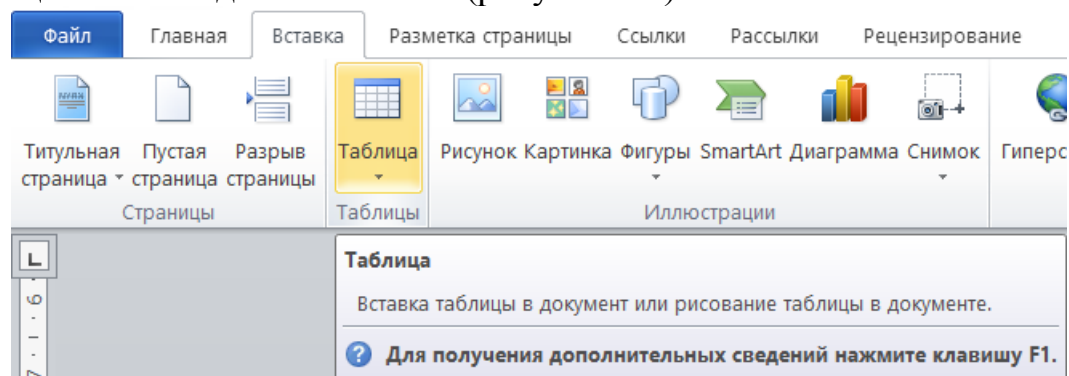 Файл Главная Вставка Разметка страницы Ссылки Рассылки Рецензирование
Титульная страница Пустая страница Разрыв страницы Таблица Рисунок Картинка Фигуры SmartArt Диаграмма Снимок Гиперс
Страницы Таблицы Иллюстрации
Таблица
Вставка таблицы в документ или рисование таблицы в документе.
Для получения дополнительных сведений нажмите клавишу F1.